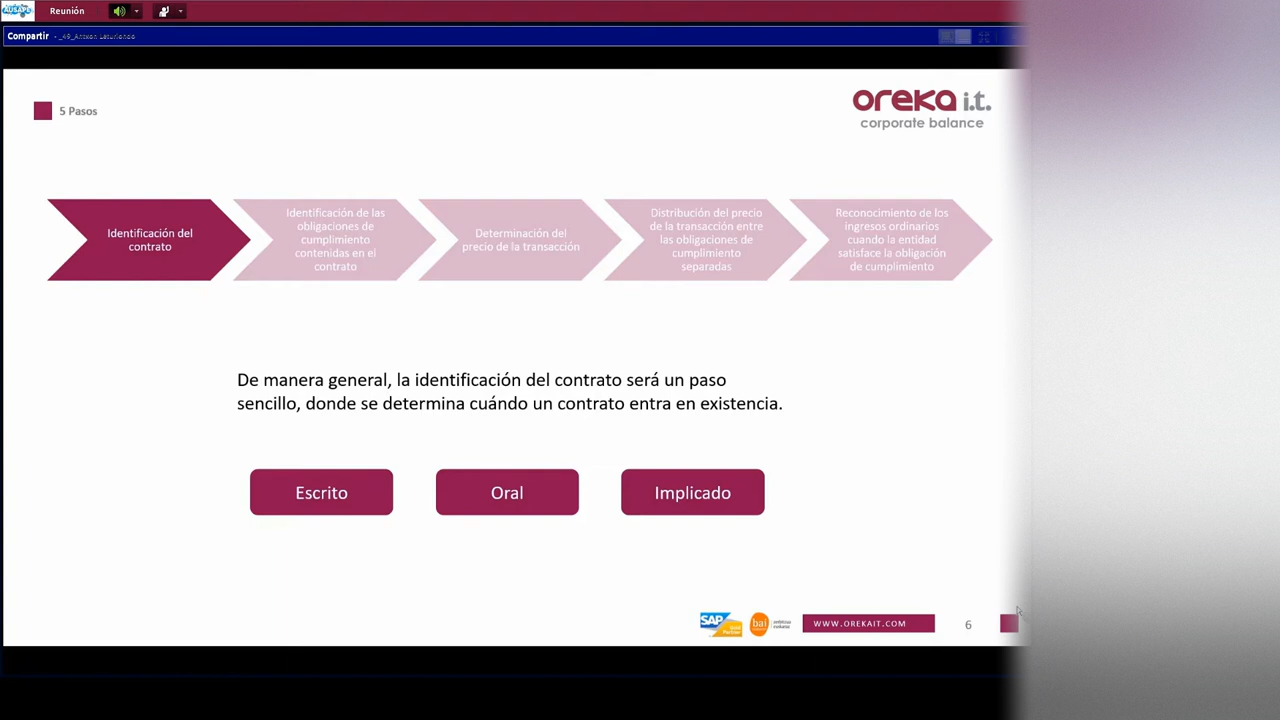 Reunión
Compartir - _49_Antxon Leturiondo
5 Pasos
oreka i.t.
corporate balance
Identificación del
contrato
Identificación de las
obligaciones de
cumplimiento
contenidas en el
contrato
Determinación del
precio de la transacción
Distribución del precio
de la transacción entre
las obligaciones de
cumplimiento
separadas
Reconocimiento de los
ingresos ordinarios
cuando la entidad
satisface la obligación
de cumplimiento
De manera general, la identificación del contrato será un paso
sencillo, donde se determina cuándo un contrato entra en existencia.
Escrito
Oral
Implicado
SAP
bai
WWW.OREKAIT.COM
6